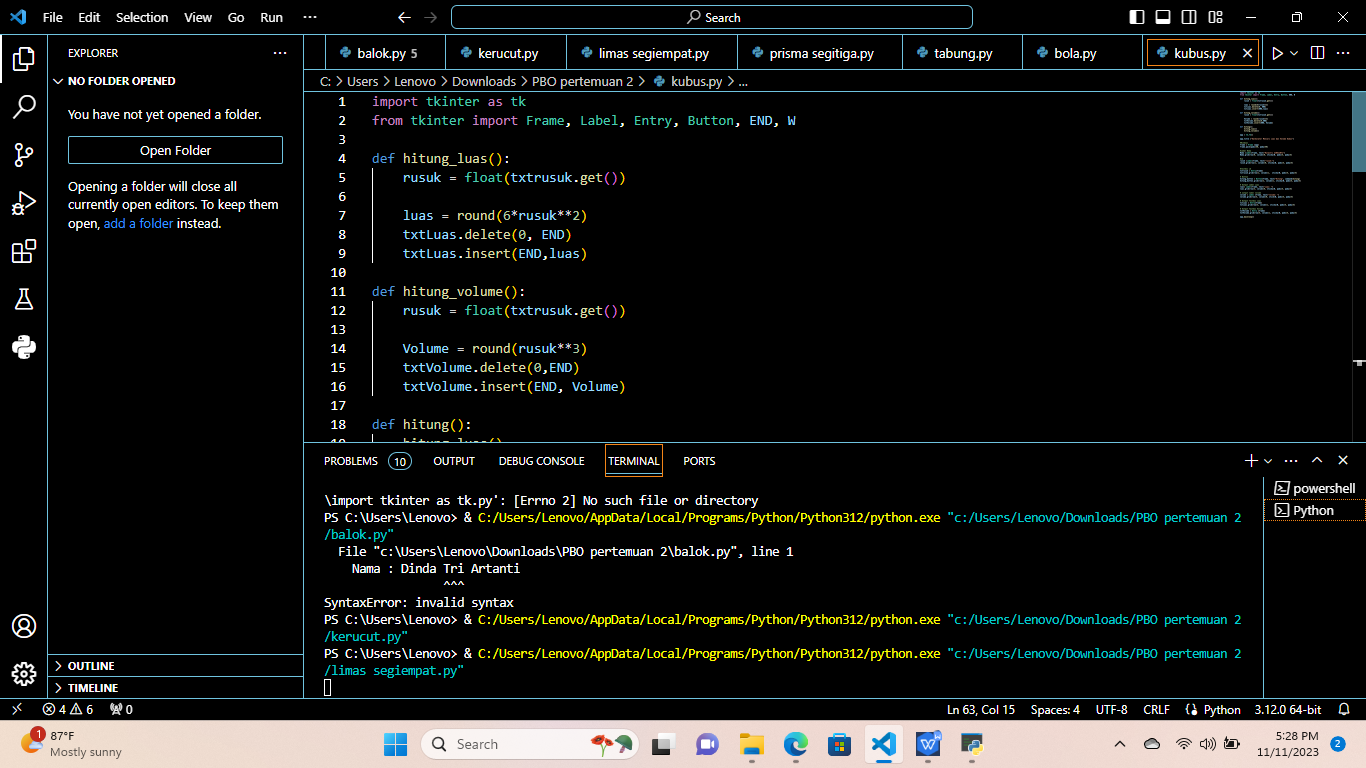 File Edit Selection View Go Run ··· Search
EXPLORER ···
NO FOLDER OPENED
You have not yet opened a folder.
Open Folder
Opening a folder will close all
currently open editors. To keep them
open, add a folder instead.
OUTLINE
TIMELINE
balok.py 5 kerucut.py limas segiempat.py prisma segitiga.py tabung.py bola.py kubus.py
C: > Users > Lenovo > Downloads > PBO pertemuan 2 > kubus.py > ...
1 import tkinter as tk
2 from tkinter import Frame, Label, Entry, Button, END, W
3
4 def hitung_luas():
5 rusuk = float(txtrusuk.get())
6
7 luas = round(6*rusuk**2)
8 txtLuas.delete(0, END)
9 txtLuas.insert(END,luas)
10
11 def hitung_volume():
12 rusuk = float(txtrusuk.get())
13
14 Volume = round(rusuk**3)
15 txtVolume.delete(0,END)
16 txtVolume.insert(END, Volume)
17
18 def hitung():
19 hitung_luas()
PROBLEMS 10 OUTPUT DEBUG CONSOLE TERMINAL PORTS
\import tkinter as tk.py': [Errno 2] No such file or directory
PS C:\Users\Lenovo> & C:/Users/Lenovo/AppData/Local/Programs/Python/Python312/python.exe "c:/Users/Lenovo/Downloads/PBO pertemuan 2
/balok.py"
File "c:\Users\Lenovo\Downloads\PBO pertemuan 2\balok.py", line 1
Nama : Dinda Tri Artanti
^^^
SyntaxError: invalid syntax
PS C:\Users\Lenovo> & C:/Users/Lenovo/AppData/Local/Programs/Python/Python312/python.exe "c:/Users/Lenovo/Downloads/PBO pertemuan 2
/kerucut.py"
PS C:\Users\Lenovo> & C:/Users/Lenovo/AppData/Local/Programs/Python/Python312/python.exe "c:/Users/Lenovo/Downloads/PBO pertemuan 2
/limas segiempat.py"
powershell
Python
4 6 0 Ln 63, Col 15 Spaces: 4 UTF-8 CRLF Python 3.12.0 64-bit
1 87°F
Mostly sunny
Search
W
5:28 PM
11/11/2023
2